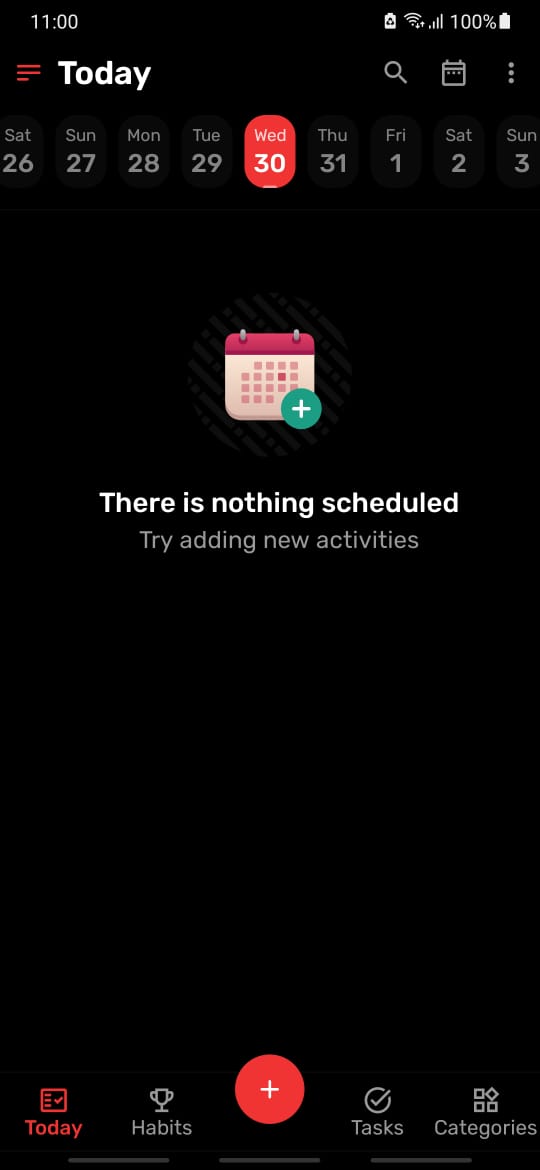 11:00 100%
Today
Sat Sun Mon Tue Wed Thu Fri Sat Sun
26 27 28 29 30 31 1 2 3
There is nothing scheduled
Try adding new activities
Today Habits Tasks Categories